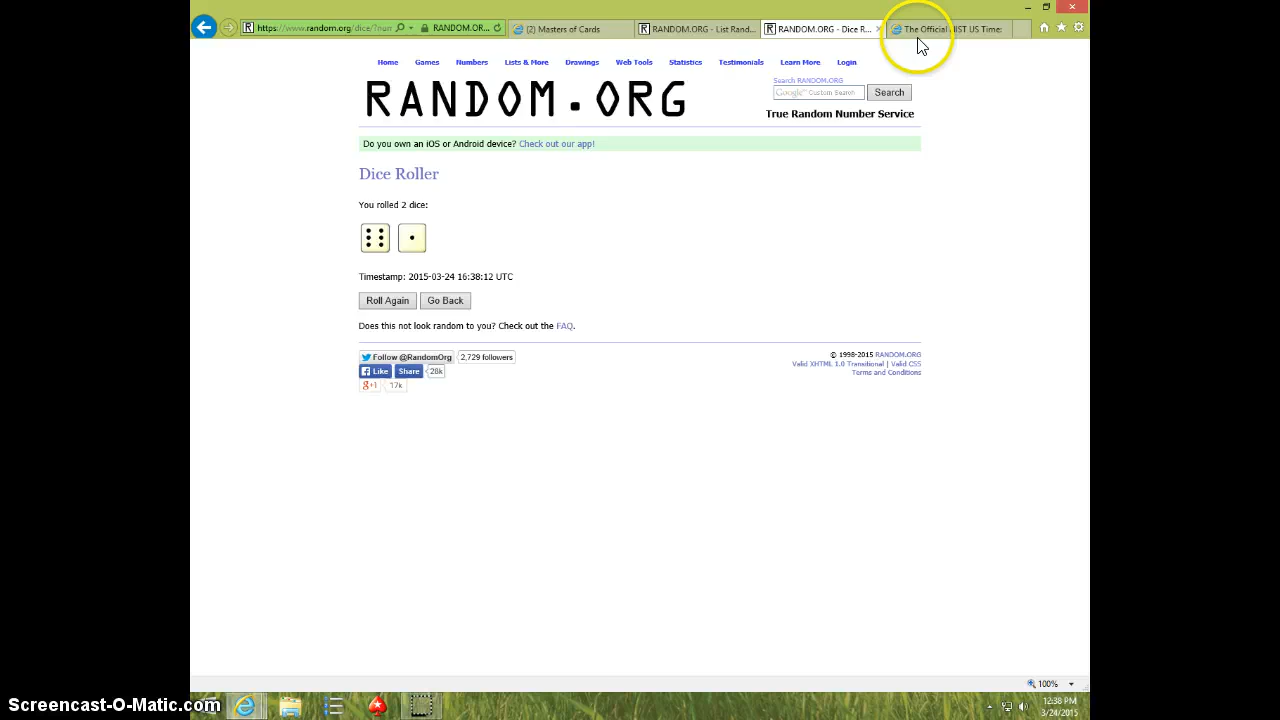 https://www.random.org/dice/?num
RANDOM.OR...
(2) Masters of Cards
RANDOM.ORG - List Rand...
RANDOM.ORG - Dice R...
The Official NIST US Time:
Home Games Numbers Lists & More Drawings Web Tools Statistics Testimonials Learn More Login
RANDOM.ORG
Search RANDOM.ORG
Google Custom Search
Search
True Random Number Service
Do you own an iOS or Android device? Check out our app!
Dice Roller
You rolled 2 dice:
Timestamp: 2015-03-24 16:38:12 UTC
Roll Again Go Back
Does this not look random to you? Check out the FAQ.
Follow @RandomOrg 2,729 followers
Like Share 28k
g+1 17k
© 1998-2015 RANDOM.ORG
Valid XHTML 1.0 Transitional | Valid CSS
Terms and Conditions
100%
Screencast-O-Matic.com
12:38 PM
3/24/2015